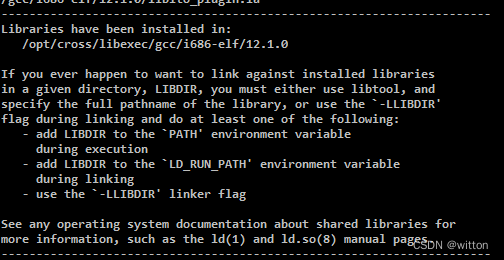 /gcc/i686-elf/12.1.0/liblto_plugin.la
----------------------------------------------------------------------
Libraries have been installed in:
   /opt/cross/libexec/gcc/i686-elf/12.1.0

If you ever happen to want to link against installed libraries
in a given directory, LIBDIR, you must either use libtool, and
specify the full pathname of the library, or use the `-LLIBDIR'
flag during linking and do at least one of the following:
   - add LIBDIR to the `PATH' environment variable
     during execution
   - add LIBDIR to the `LD_RUN_PATH' environment variable
     during linking
   - use the `-LLIBDIR' linker flag

See any operating system documentation about shared libraries for
more information, such as the ld(1) and ld.so(8) manual pages.
----------------------------------------------------------------------
CSDN @witton